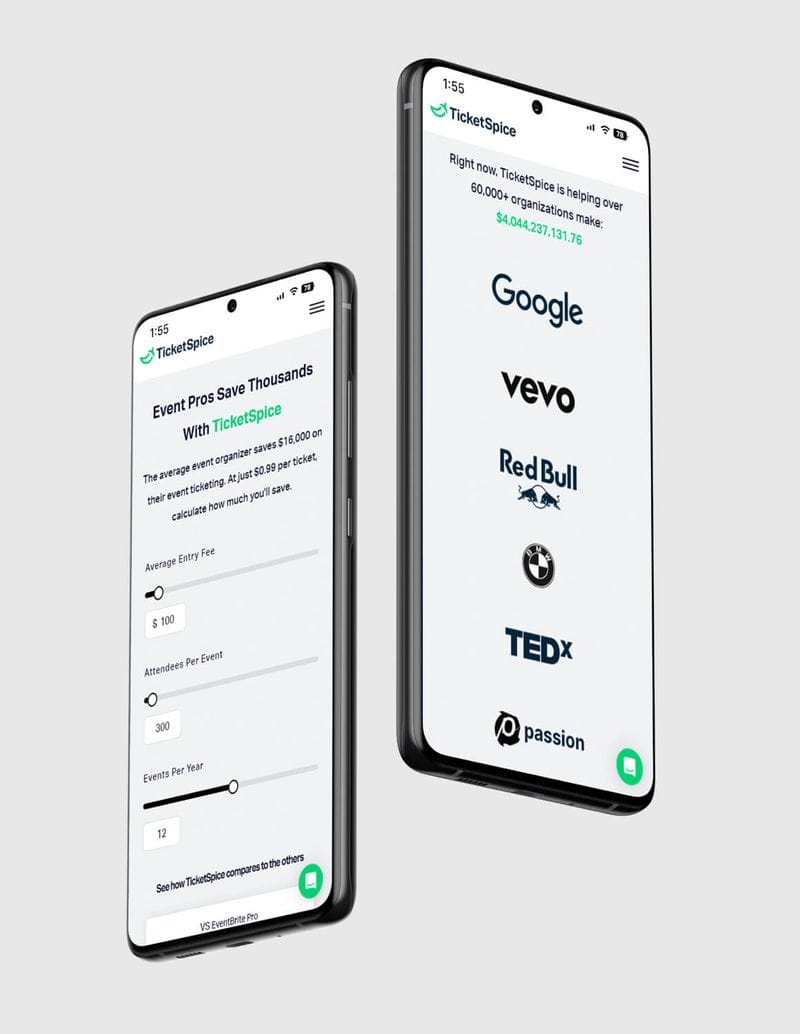 1:55
78
TicketSpice
Event Pros Save Thousands
With TicketSpice
The average event organizer saves $16,000 on
their event ticketing. At just $0.99 per ticket,
calculate how much you'll save.
Average Entry Fee
$ 100
Attendees Per Event
300
Events Per Year
12
See how TicketSpice compares to the others
VS EventBrite Pro
1:55
78
TicketSpice
Right now, TicketSpice is helping over
60,000+ organizations make:
$4,044,237,131.76
Google
vevo
Red Bull
BMW
TEDx
passion